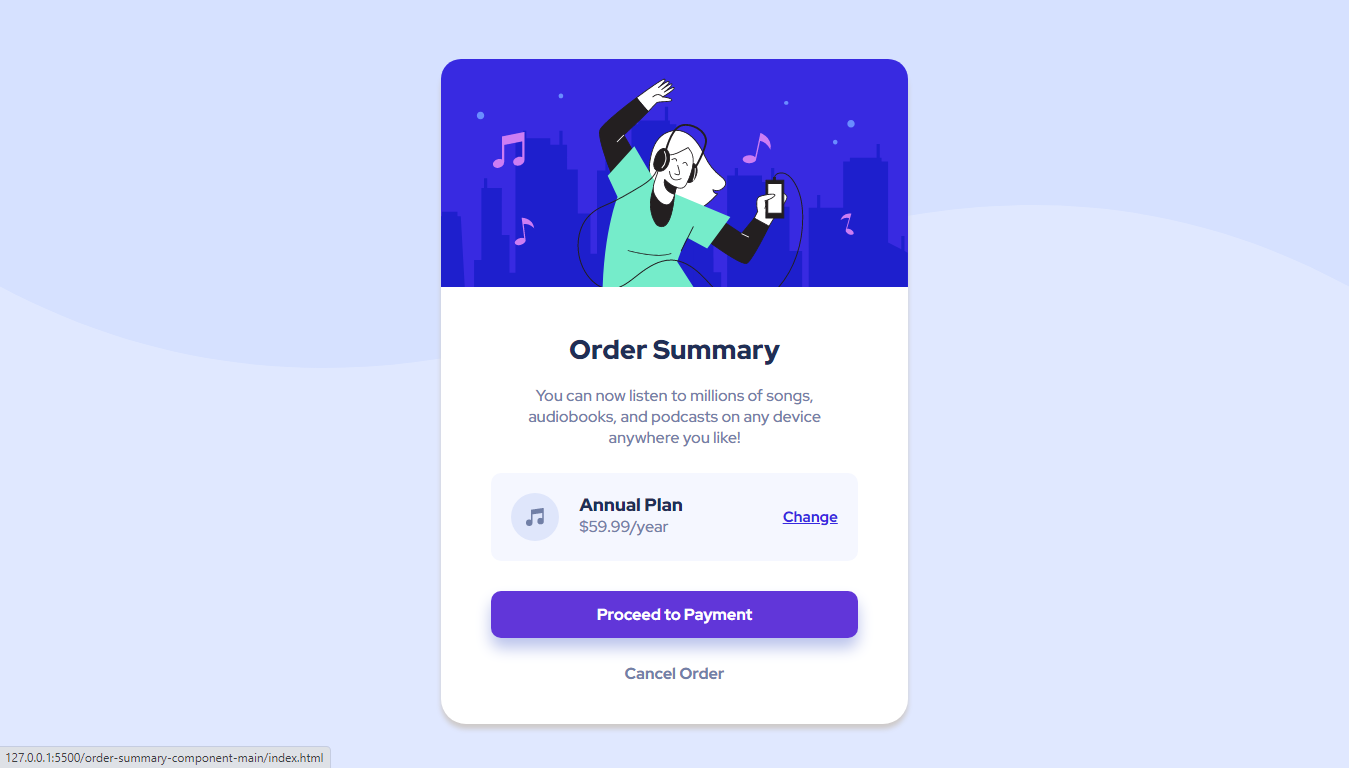 Order Summary
You can now listen to millions of songs,
audiobooks, and podcasts on any device
anywhere you like!
Annual Plan
$59.99/year
Change
Proceed to Payment
Cancel Order
127.0.0.1:5500/order-summary-component-main/index.html